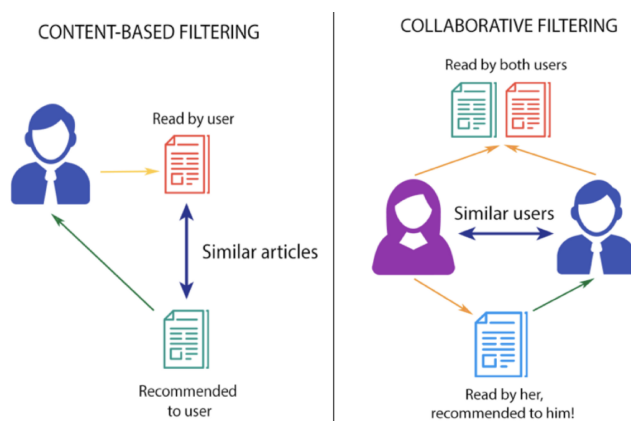 CONTENT-BASED FILTERING
Read by user
Similar articles
Recommended
to user
COLLABORATIVE FILTERING
Read by both users
Similar users
Read by her,
recommended to him!